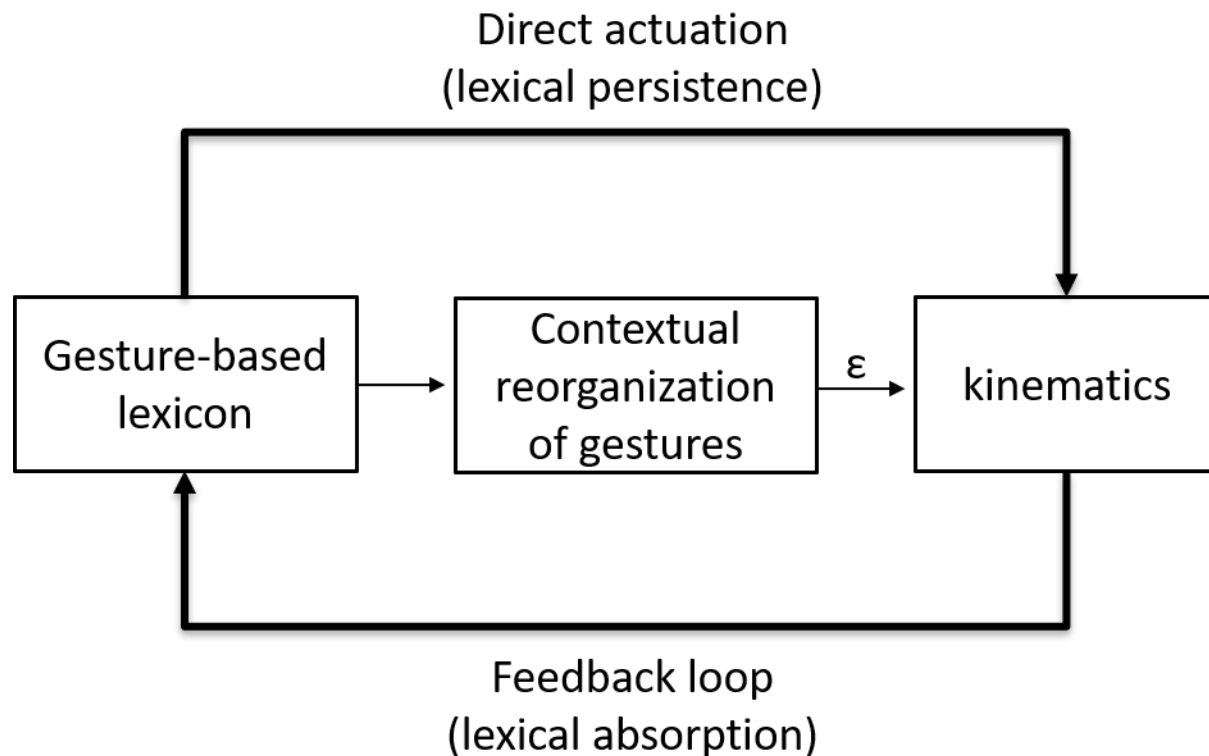 Direct actuation
(lexical persistence)
Gesture-based
lexicon
Contextual
reorganization
of gestures
ε
kinematics
Feedback loop
(lexical absorption)